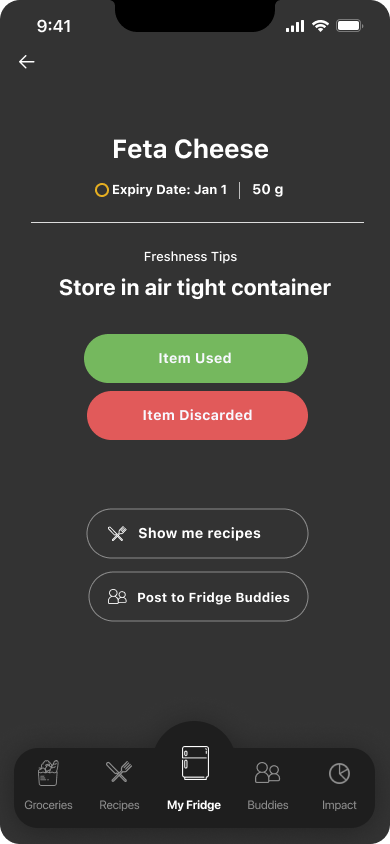 9:41
Feta Cheese
Expiry Date: Jan 1 | 50 g
Freshness Tips
Store in air tight container
Item Used
Item Discarded
Show me recipes
Post to Fridge Buddies
Groceries Recipes My Fridge Buddies Impact